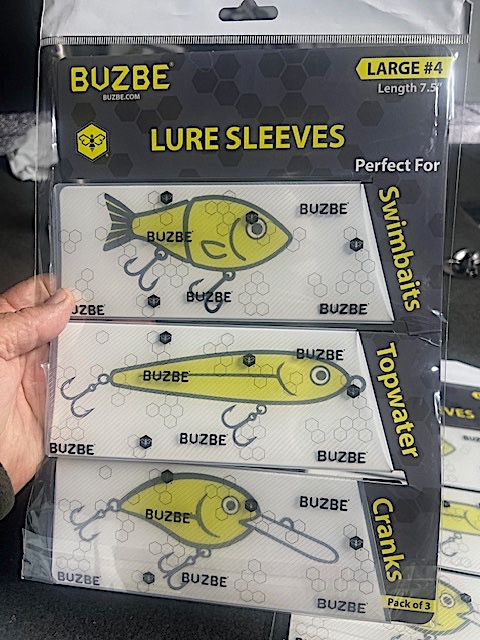 BUZBE®
BUZBE.COM
LARGE #4
Length 7.5"
LURE SLEEVES
Perfect For
Swimbaits
BUZBE
BUZBE
BUZBE
BUZBE
BUZBE
Topwater
BUZBE
BUZBE
BUZBE
BUZBE
BUZBE
Cranks
BUZBE
BUZBE
BUZBE
BUZBE
BUZBE
Pack of 3